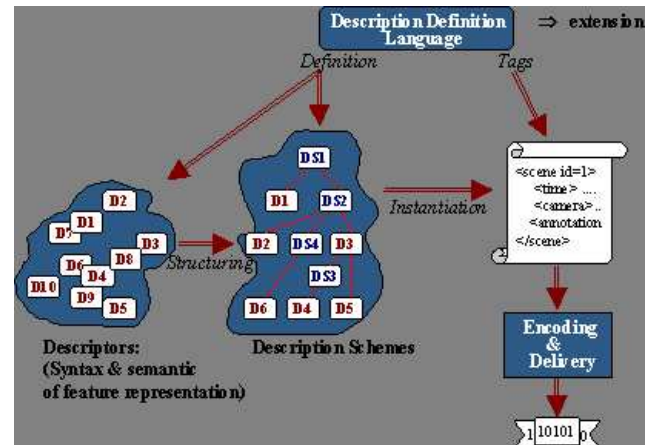 Description Definition
Language
⇒ extension
Definition
Tags
DS1
D1
DS2
D2
DS4
D3
DS3
D6
D4
D5
D2
D1
D7
D3
D8
D6
D4
D10
D9
D5
Structuring
Instantiation
<scene id=1>
<time> ....
<camera>..
<annotation
</scene>
Descriptors:
(Syntax & semantic
of feature representation)
Description Schemes
Encoding
&
Delivery
1 10101 0